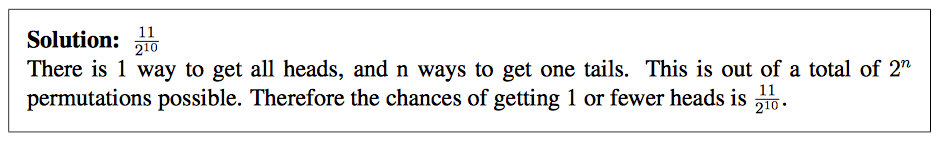 Solution: 11/2^10
There is 1 way to get all heads, and n ways to get one tails. This is out of a total of 2^n
permutations possible. Therefore the chances of getting 1 or fewer heads is 11/2^10.